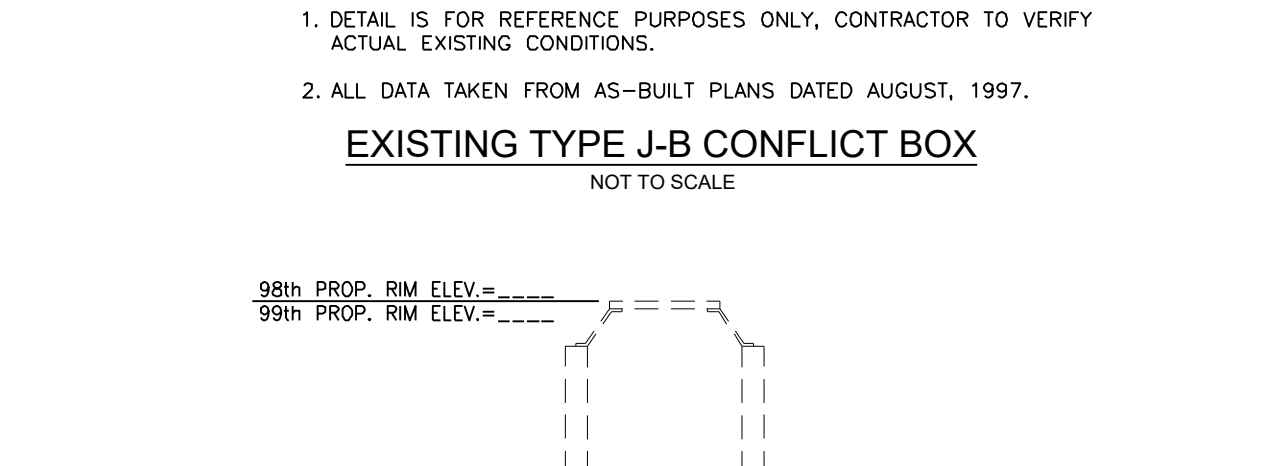 1. DETAIL IS FOR REFERENCE PURPOSES ONLY, CONTRACTOR TO VERIFY
ACTUAL EXISTING CONDITIONS.
2. ALL DATA TAKEN FROM AS-BUILT PLANS DATED AUGUST, 1997.
EXISTING TYPE J-B CONFLICT BOX
NOT TO SCALE
98th PROP. RIM ELEV.=____
99th PROP. RIM ELEV.=____